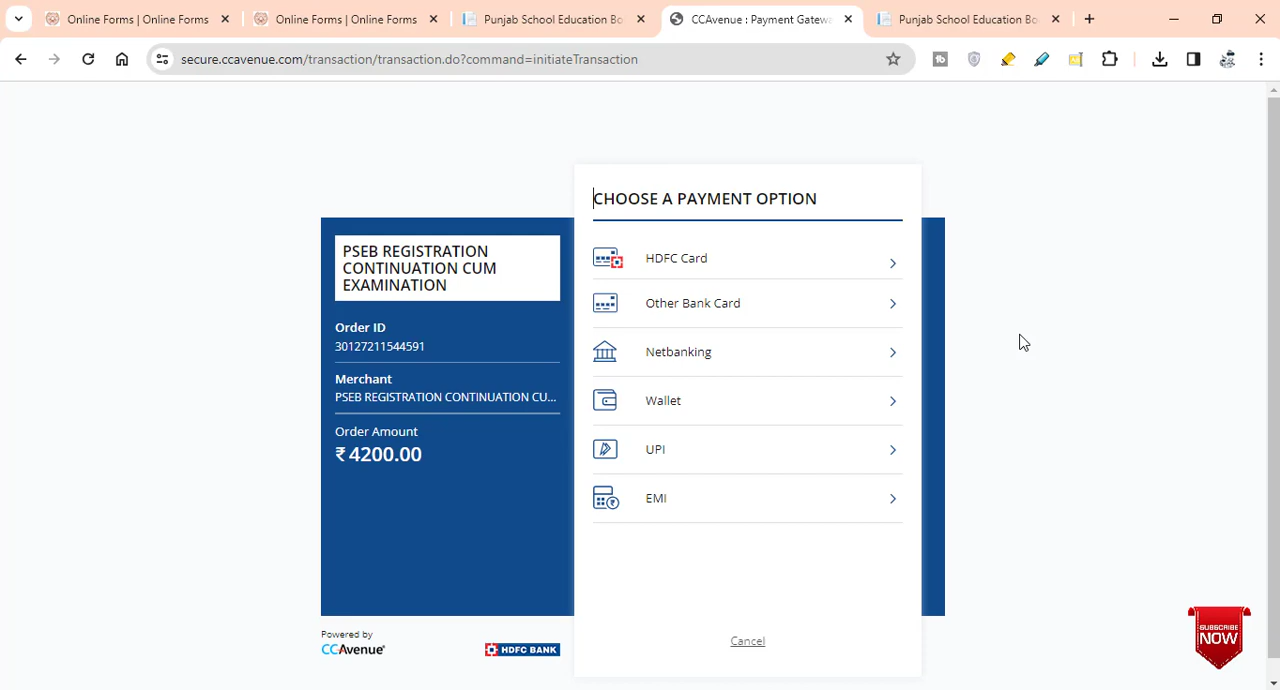 Online Forms | Online Forms
Online Forms | Online Forms
Punjab School Education Bo
CCAvenue : Payment Gatewa
Punjab School Education Bo
secure.ccavenue.com/transstion/transaction.do?command=initiateTransaction
CHOOSE A PAYMENT OPTION
PSEB REGISTRATION
CONTINUATION CUM
EXAMINATION
Order ID
30127211544591
Merchant
PSEB REGISTRATION CONTINUATION CU...
Order Amount
₹ 4200.00
HDFC Card
Other Bank Card
Netbanking
Wallet
UPI
EMI
Cancel
Powered by
CCAvenue
HDFC BANK
SUBSCRIBE
NOW